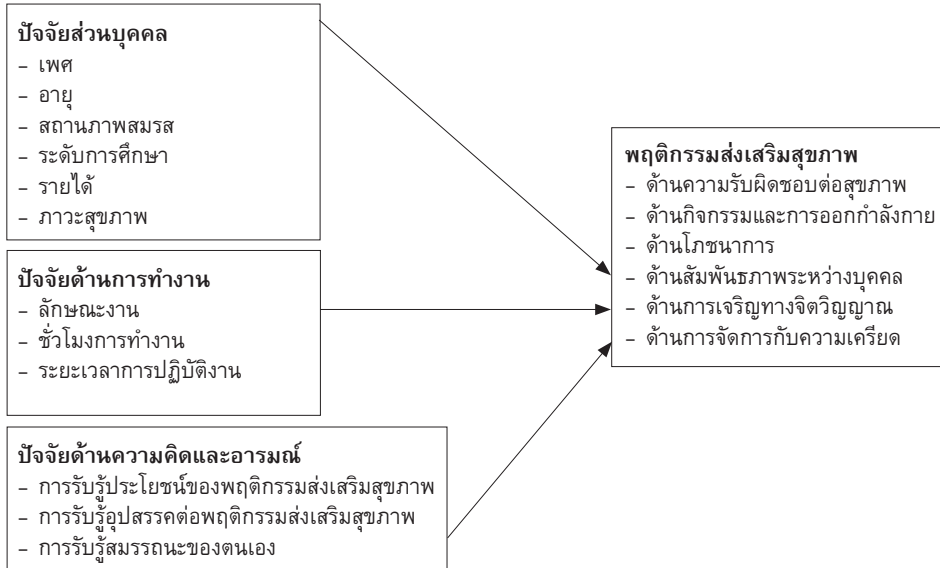 ปัจจัยส่วนบุคคล
– เพศ
– อายุ
– สถานภาพสมรส
– ระดับการศึกษา
– รายได้
– ภาวะสุขภาพ
ปัจจัยด้านการทำงาน
– ลักษณะงาน
– ชั่วโมงการทำงาน
– ระยะเวลาการปฏิบัติงาน
ปัจจัยด้านความคิดและอารมณ์
– การรับรู้ประโยชน์ของพฤติกรรมส่งเสริมสุขภาพ
– การรับรู้อุปสรรคต่อพฤติกรรมส่งเสริมสุขภาพ
– การรับรู้สมรรถนะของตนเอง
พฤติกรรมส่งเสริมสุขภาพ
– ด้านความรับผิดชอบต่อสุขภาพ
– ด้านกิจกรรมและการออกกำลังกาย
– ด้านโภชนาการ
– ด้านสัมพันธภาพระหว่างบุคคล
– ด้านการเจริญทางจิตวิญญาณ
– ด้านการจัดการกับความเครียด